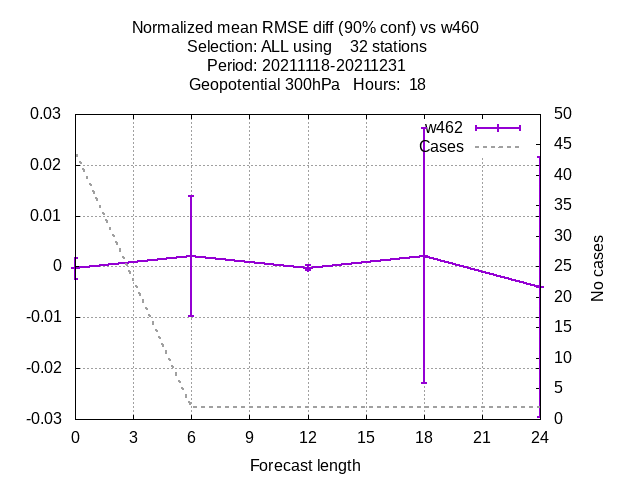 Normalized mean RMSE diff (90% conf) vs w460
Selection: ALL using    32 stations
Period: 20211118-20211231
Geopotential 300hPa   Hours:  18
w462
Cases
0.03
0.02
0.01
0
-0.01
-0.02
-0.03
50
45
40
35
30
25
20
15
10
5
0
No cases
0 3 6 9 12 15 18 21 24
Forecast length